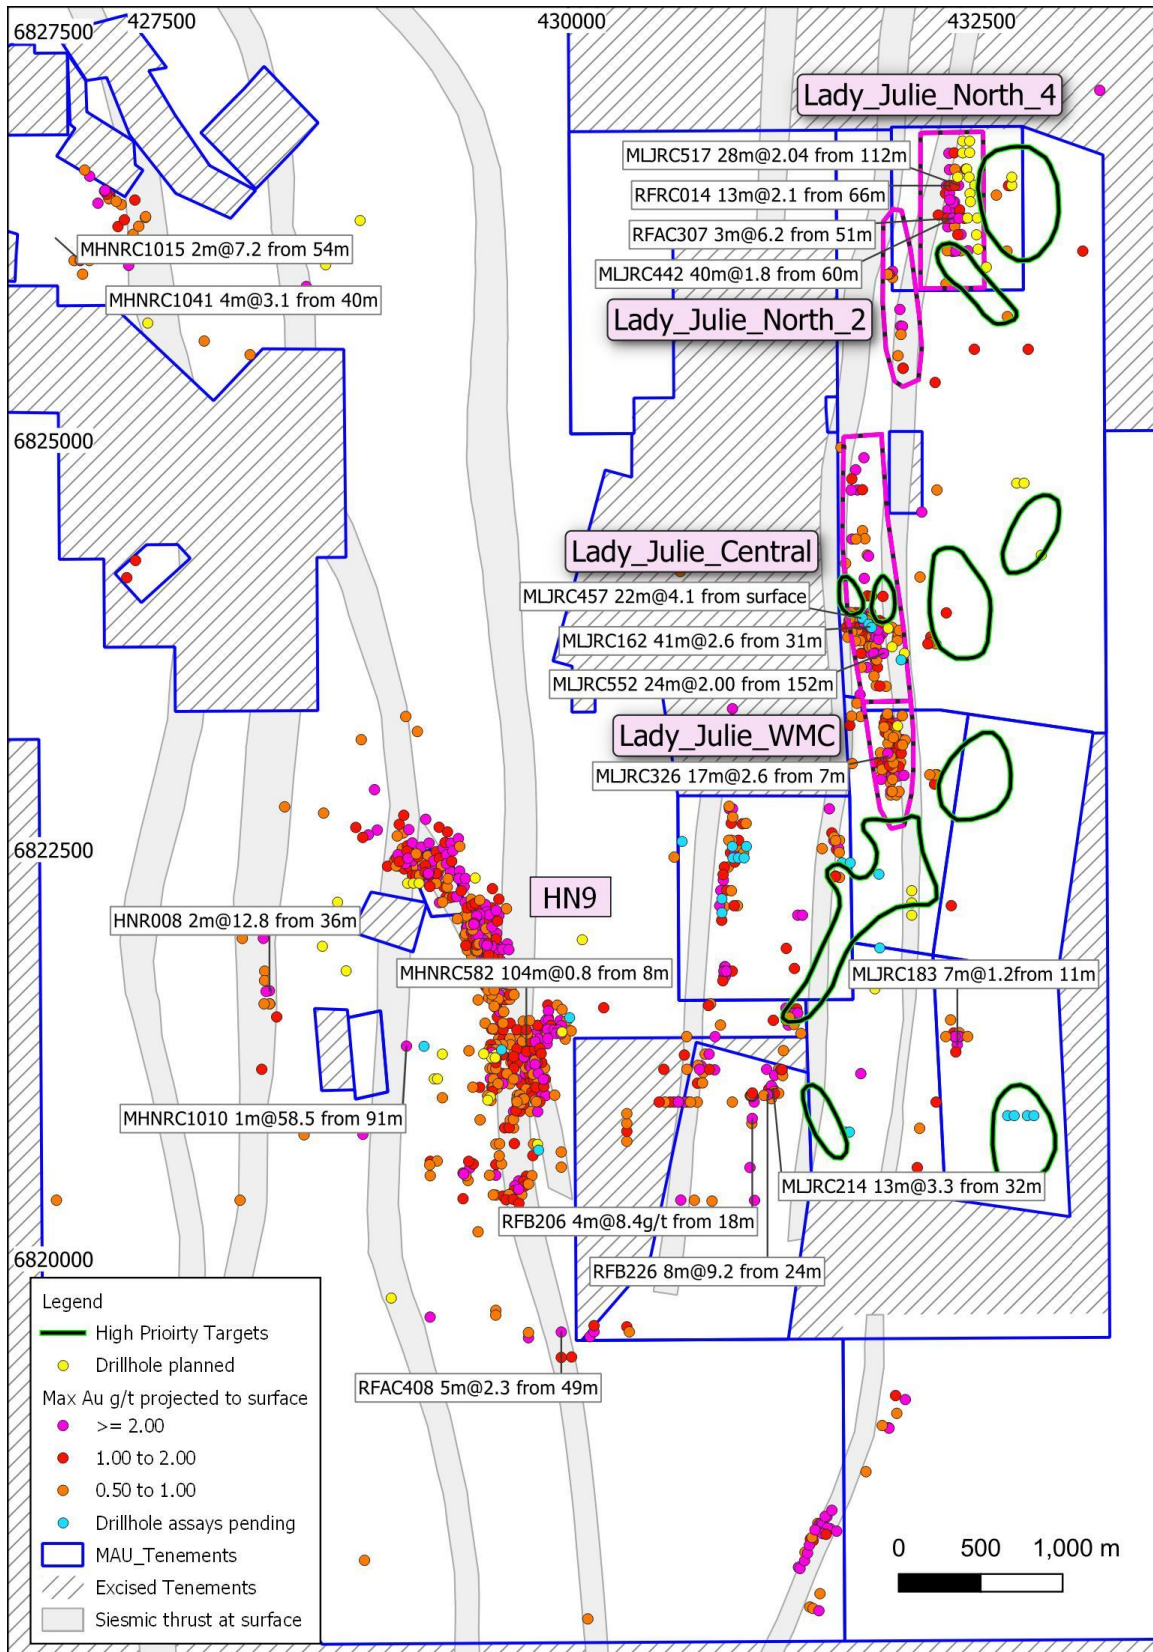 427500
430000
432500
6827500
Lady_Julie_North_4
MLJRC517 28m@2.04 from 112m
RFRC014 13m@2.1 from 66m
RFAC307 3m@6.2 from 51m
MHNRC1015 2m@7.2 from 54m
MLJRC442 40m@1.8 from 60m
MHNRC1041 4m@3.1 from 40m
Lady_Julie_North_2
6825000
Lady_Julie_Central
MLJRC457 22m@4.1 from surface
MLJRC162 41m@2.6 from 31m
MLJRC552 24m@2.00 from 152m
Lady_Julie_WMC
MLJRC326 17m@2.6 from 7m
6822500
HN9
HNR008 2m@12.8 from 36m
MHNRC582 104m@0.8 from 8m
MLJRC183 7m@1.2from 11m
MHNRC1010 1m@58.5 from 91m
MLJRC214 13m@3.3 from 32m
RFB206 4m@8.4g/t from 18m
6820000
RFB226 8m@9.2 from 24m
RFAC408 5m@2.3 from 49m
Legend
High Prioirty Targets
Drillhole planned
Max Au g/t projected to surface
>= 2.00
1.00 to 2.00
0.50 to 1.00
Drillhole assays pending
MAU_Tenements
Excised Tenements
Siesmic thrust at surface
0 500 1,000 m